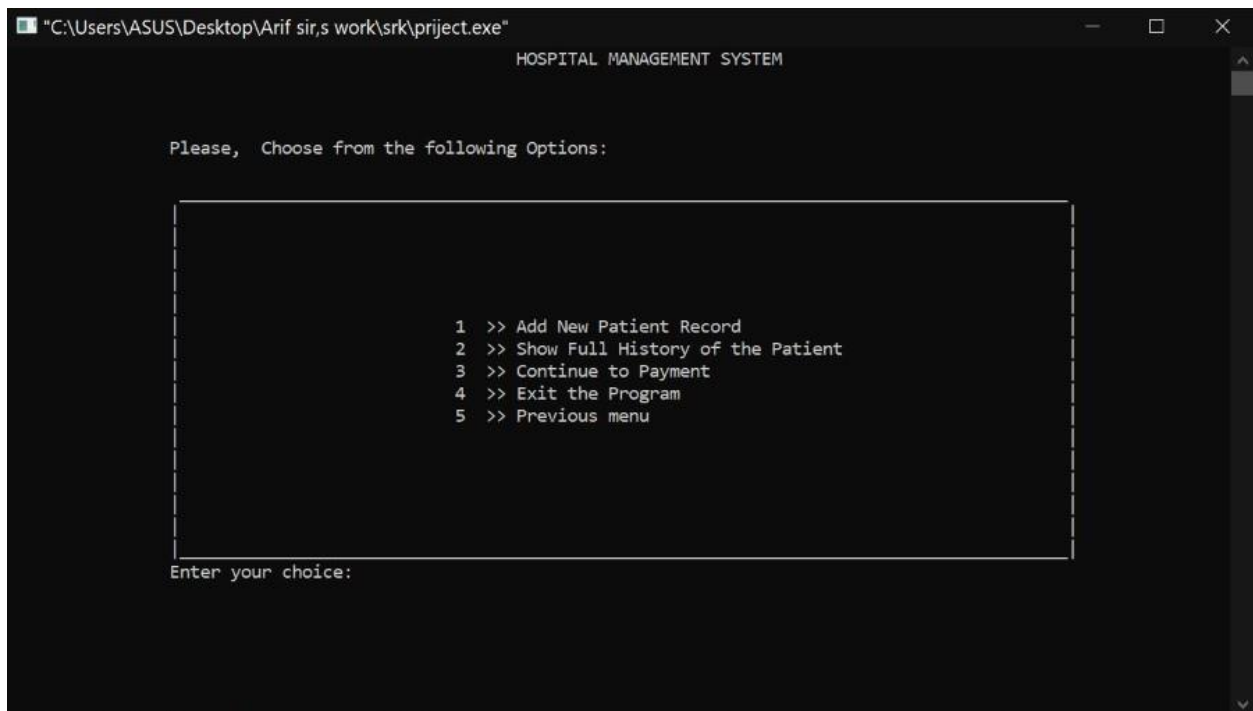 "C:\Users\ASUS\Desktop\Arif sir,s work\srk\priject.exe"
HOSPITAL MANAGEMENT SYSTEM
Please,  Choose from the following Options:
1  >> Add New Patient Record
2  >> Show Full History of the Patient
3  >> Continue to Payment
4  >> Exit the Program
5  >> Previous menu
Enter your choice: